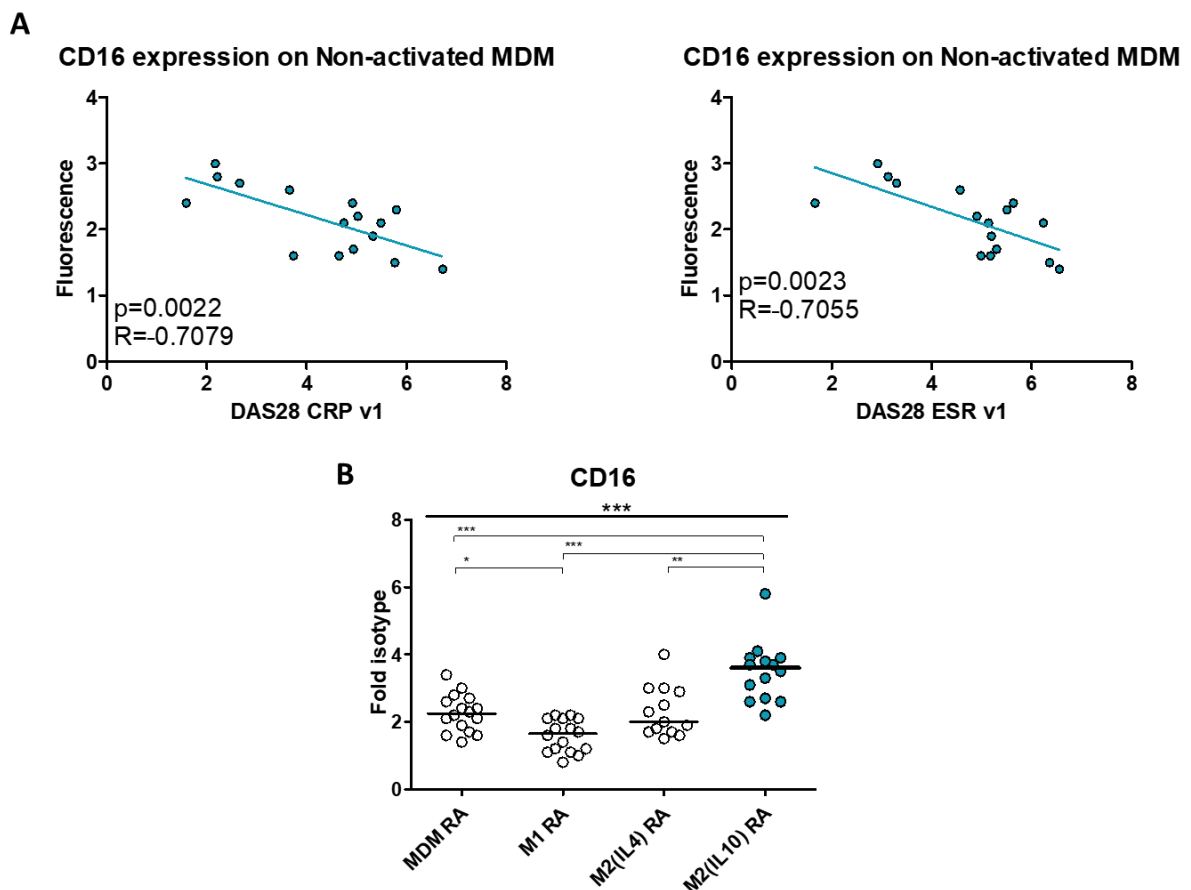 A
CD16 expression on Non-activated MDM
4
3
2
1
0
Fluorescence
p=0.0022
R=-0.7079
0 2 4 6 8
DAS28 CRP v1
CD16 expression on Non-activated MDM
4
3
2
1
0
Fluorescence
p=0.0023
R=-0.7055
0 2 4 6 8
DAS28 ESR v1
B
CD16
***
***
***
* **
8
6
4
2
0
Fold isotype
MDM RA
M1 RA
M2(IL4) RA
M2(IL10) RA